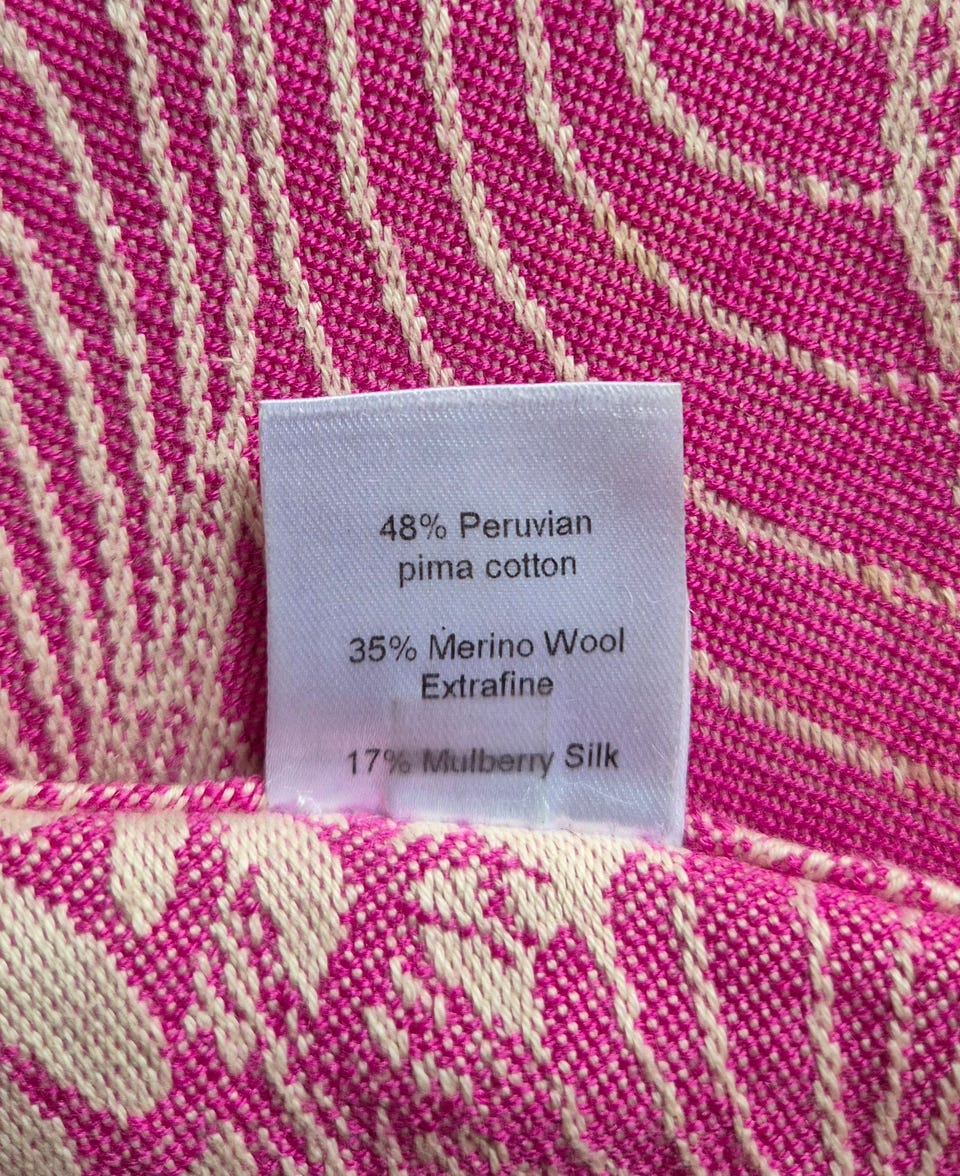 48% Peruvian
pima cotton
35% Merino Wool
Extrafine
17% Mulberry Silk